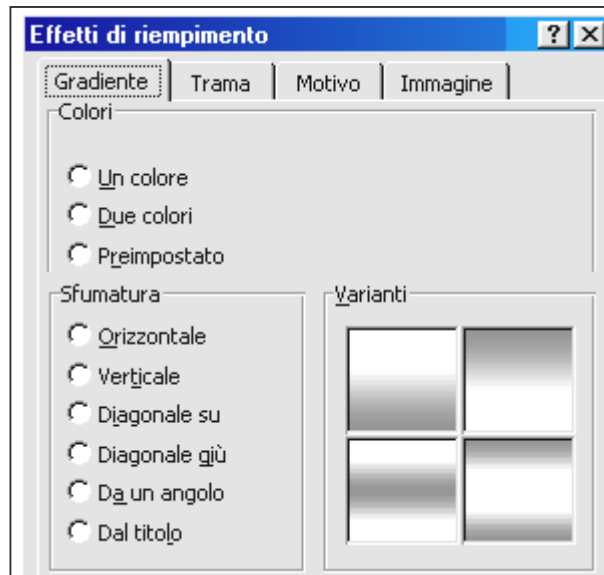 Effetti di riempimento
Gradiente Trama Motivo Immagine
Colori
Un colore
Due colori
Preimpostato
Sfumatura
Orizzontale
Verticale
Diagonale su
Diagonale giù
Da un angolo
Dal titolo
Varianti